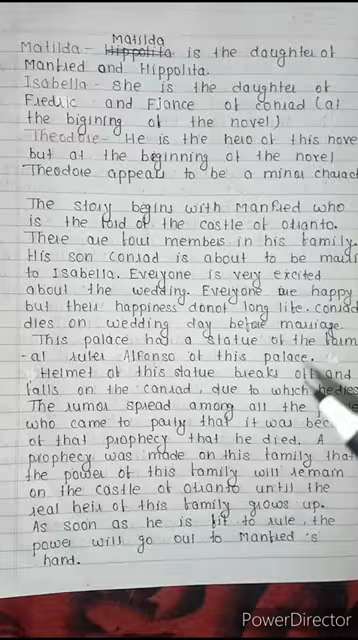 Matilda
Matilda - Hippolita is the daughter of
Manfred and Hippolita.
Isabella - she is the daughter of
Fredric and Fiance of conrad (at
the bigining of the novel)
Theodore - He is the hero of this nove
but at the beginning of the novel
Theodore appear to be a minor charact
The story begins with Manfred who
is the lord of the castle of otranto.
There are four members in his family.
His son conrad is about to be mari
to Isabella. Everyone is very excited
about the wedding. Everyone are happy
but their happiness donot long life. conrad
dies on wedding day before marriage.
This palace has a statue of the form
-al ruler Alfonso of this palace.
Helmet of this statue breaks off and
falls on the conrad, due to which he dies
The rumor spread among all the
who came to party that it was bec
of that prophecy that he died. A
prophecy was made on this family that
the power of this family will remain
on the castle of otranto until the
real heir of this family grows up.
As soon as he is fit to rule, the
power will go out to Manfred's
hand.
PowerDirector